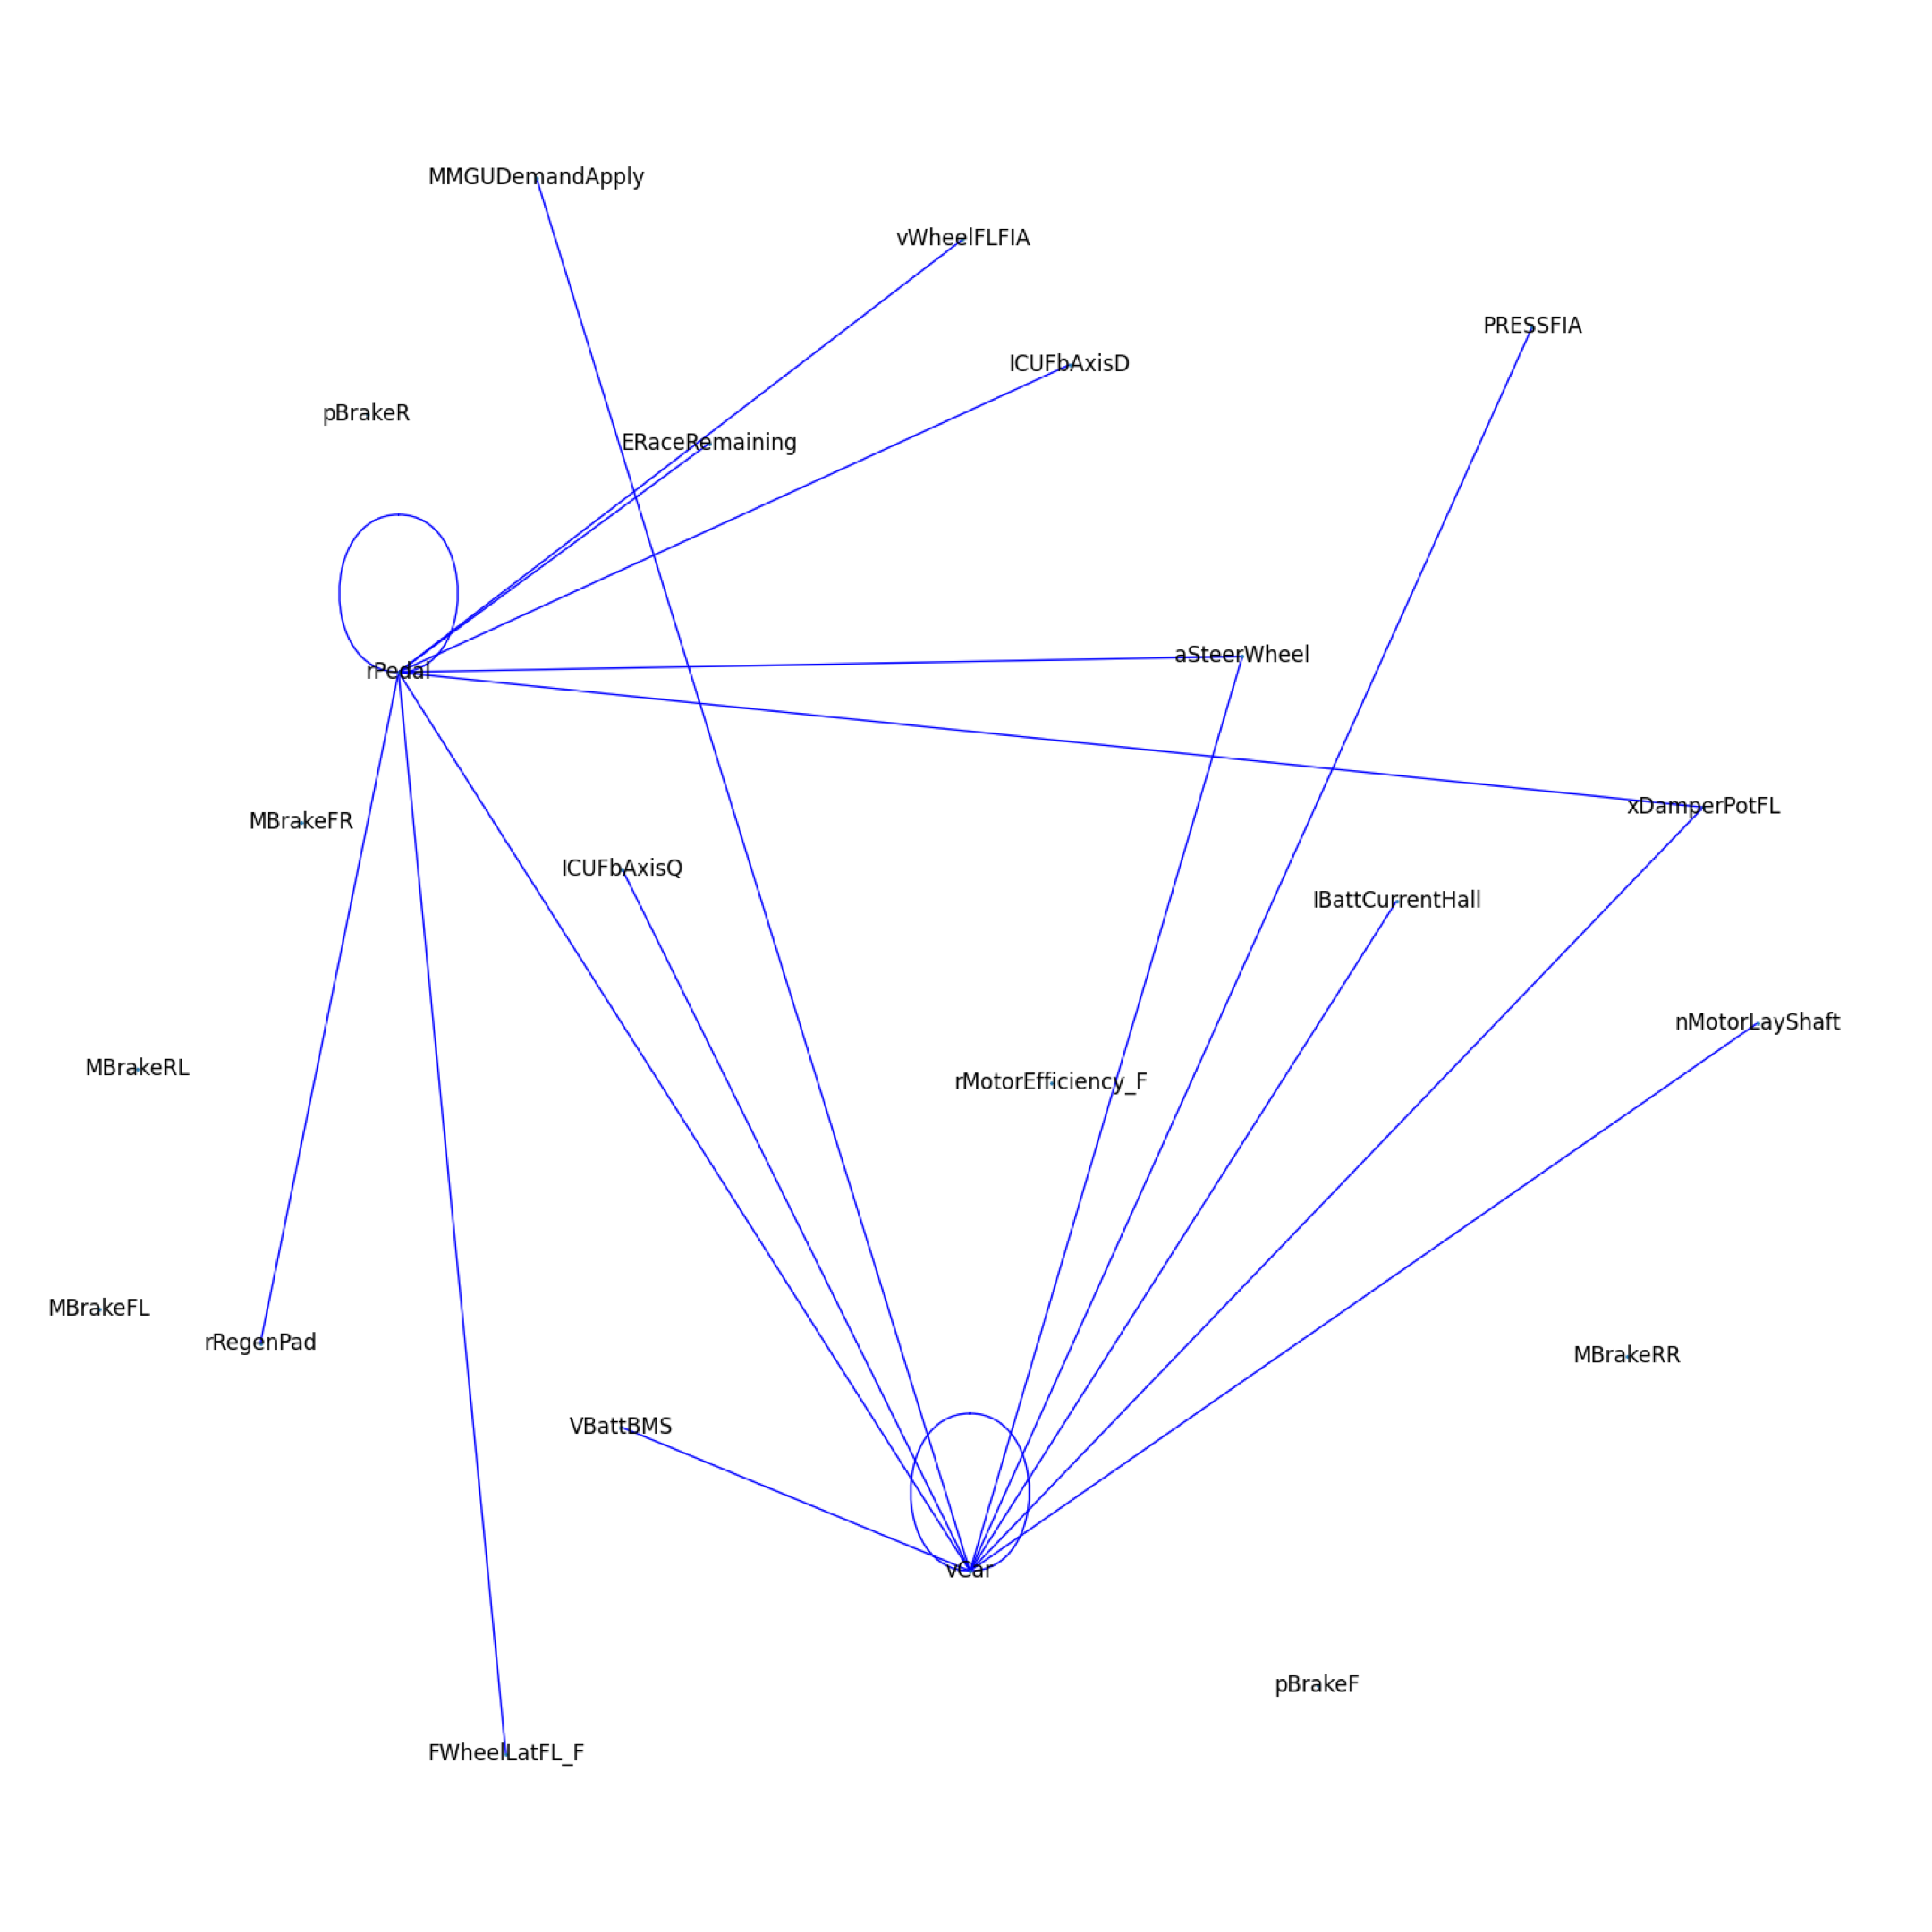 MMGUDemandApply
vWheelFLFIA
PRESSFIA
ICUFbAxisD
pBrakeR
ERaceRemaining
aSteerWheel
rPedal
xDamperPotFL
MBrakeFR
ICUFbAxisQ
IBattCurrentHall
nMotorLayShaft
MBrakeRL
rMotorEfficiency_F
MBrakeFL
rRegenPad
MBrakeRR
VBattBMS
vCar
pBrakeF
FWheelLatFL_F